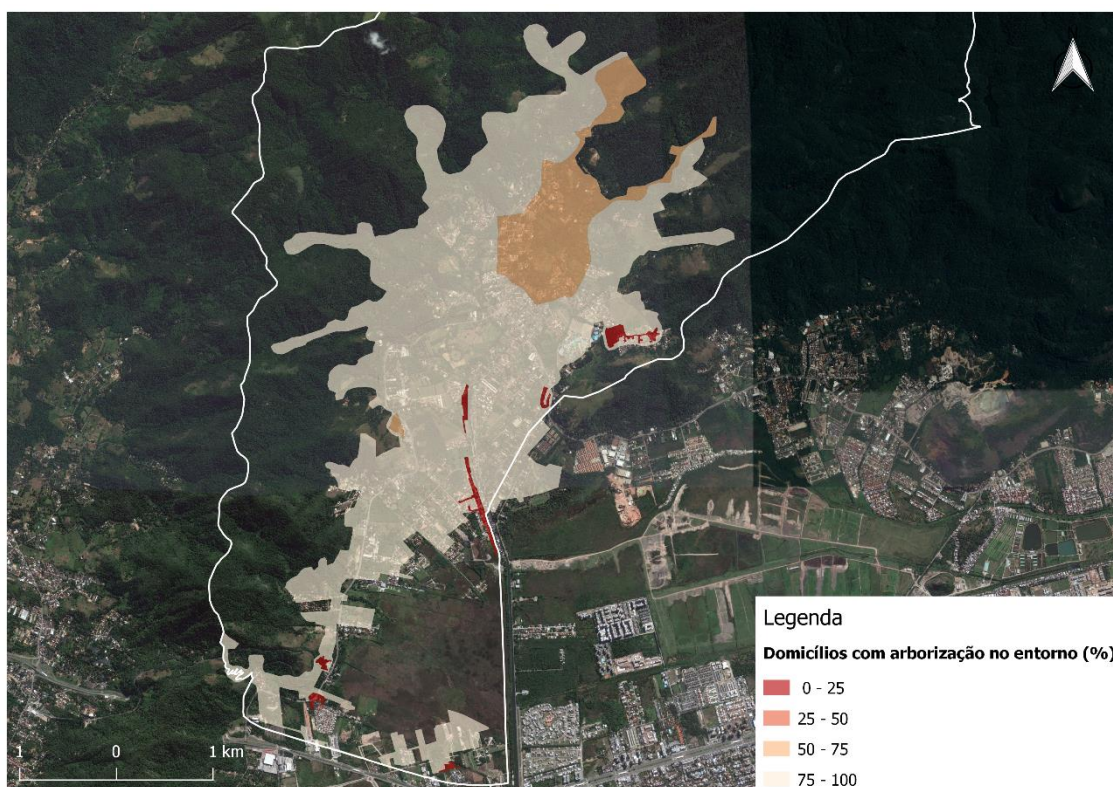 1 0 1 km
Legenda
Domicílios com arborização no entorno (%)
0 - 25
25 - 50
50 - 75
75 - 100